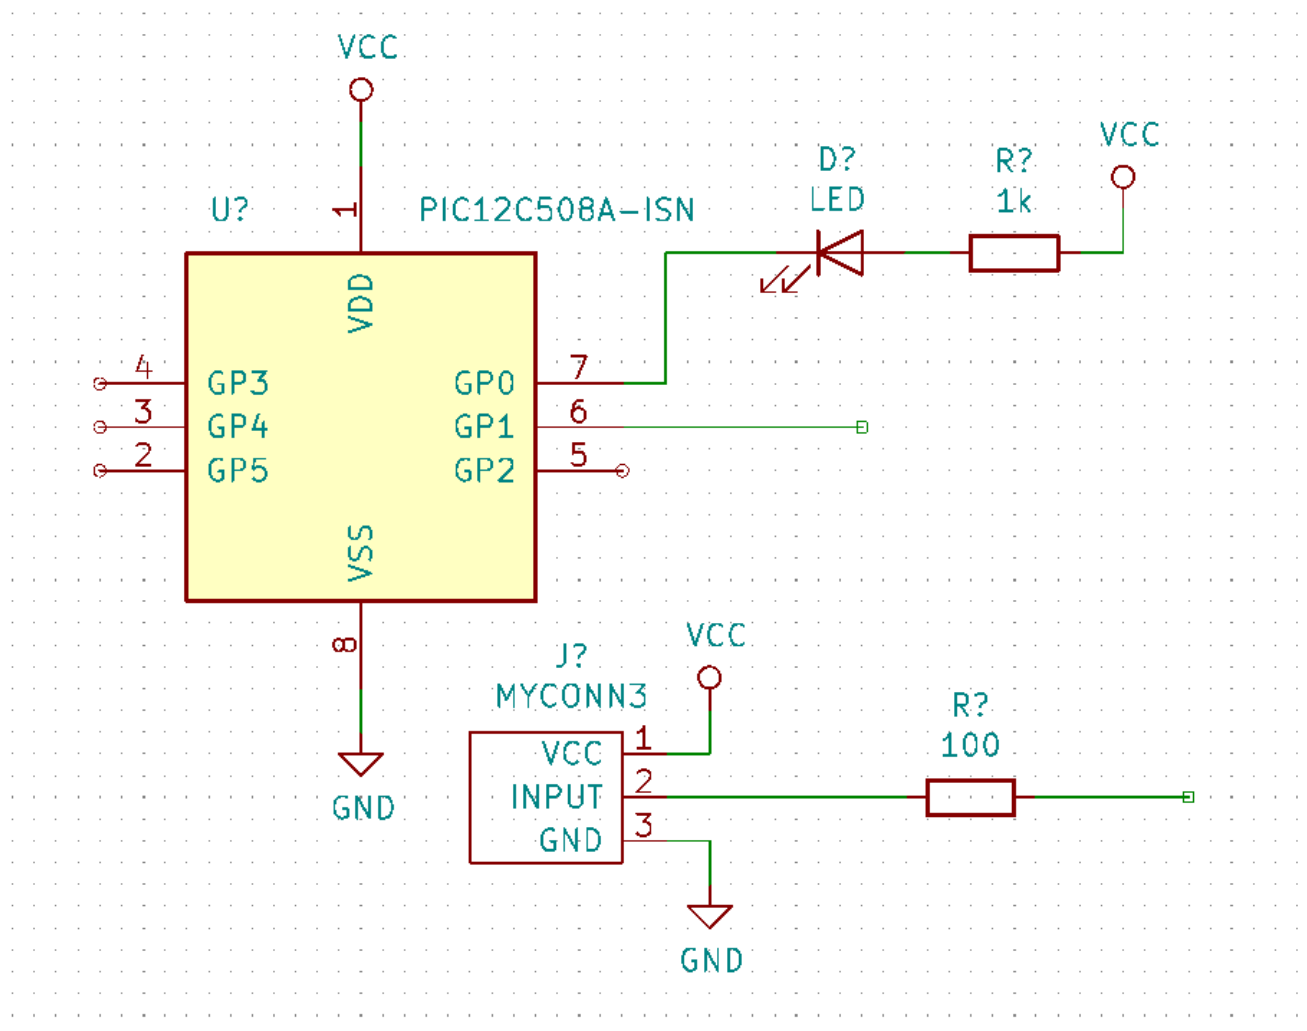 VCC
VCC
D?
R?
LED
1k
U?
1
PIC12C508A-ISN
VDD
4
GP3
GP0
7
3
GP4
GP1
6
2
GP5
GP2
5
VSS
8
GND
J?
VCC
MYCONN3
VCC
1
INPUT
2
GND
3
R?
100
GND